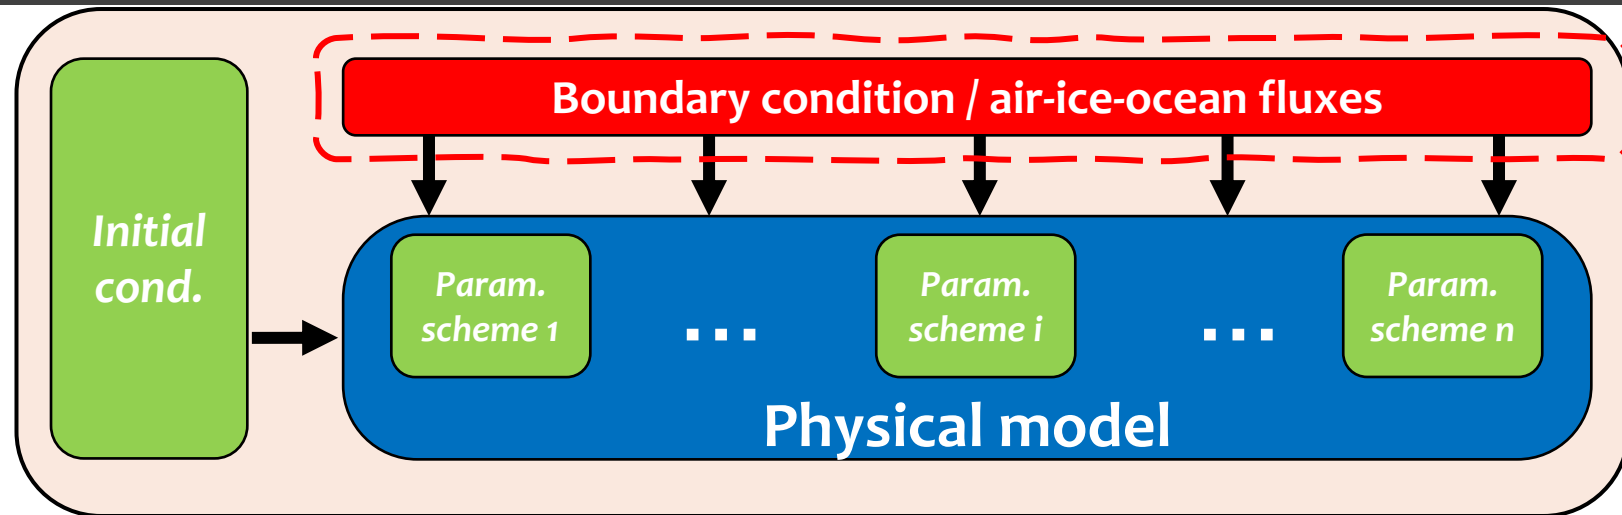 Boundary condition / air-ice-ocean fluxes
Initial
cond.
Param.
scheme 1
...
Param.
scheme i
...
Param.
scheme n
Physical model